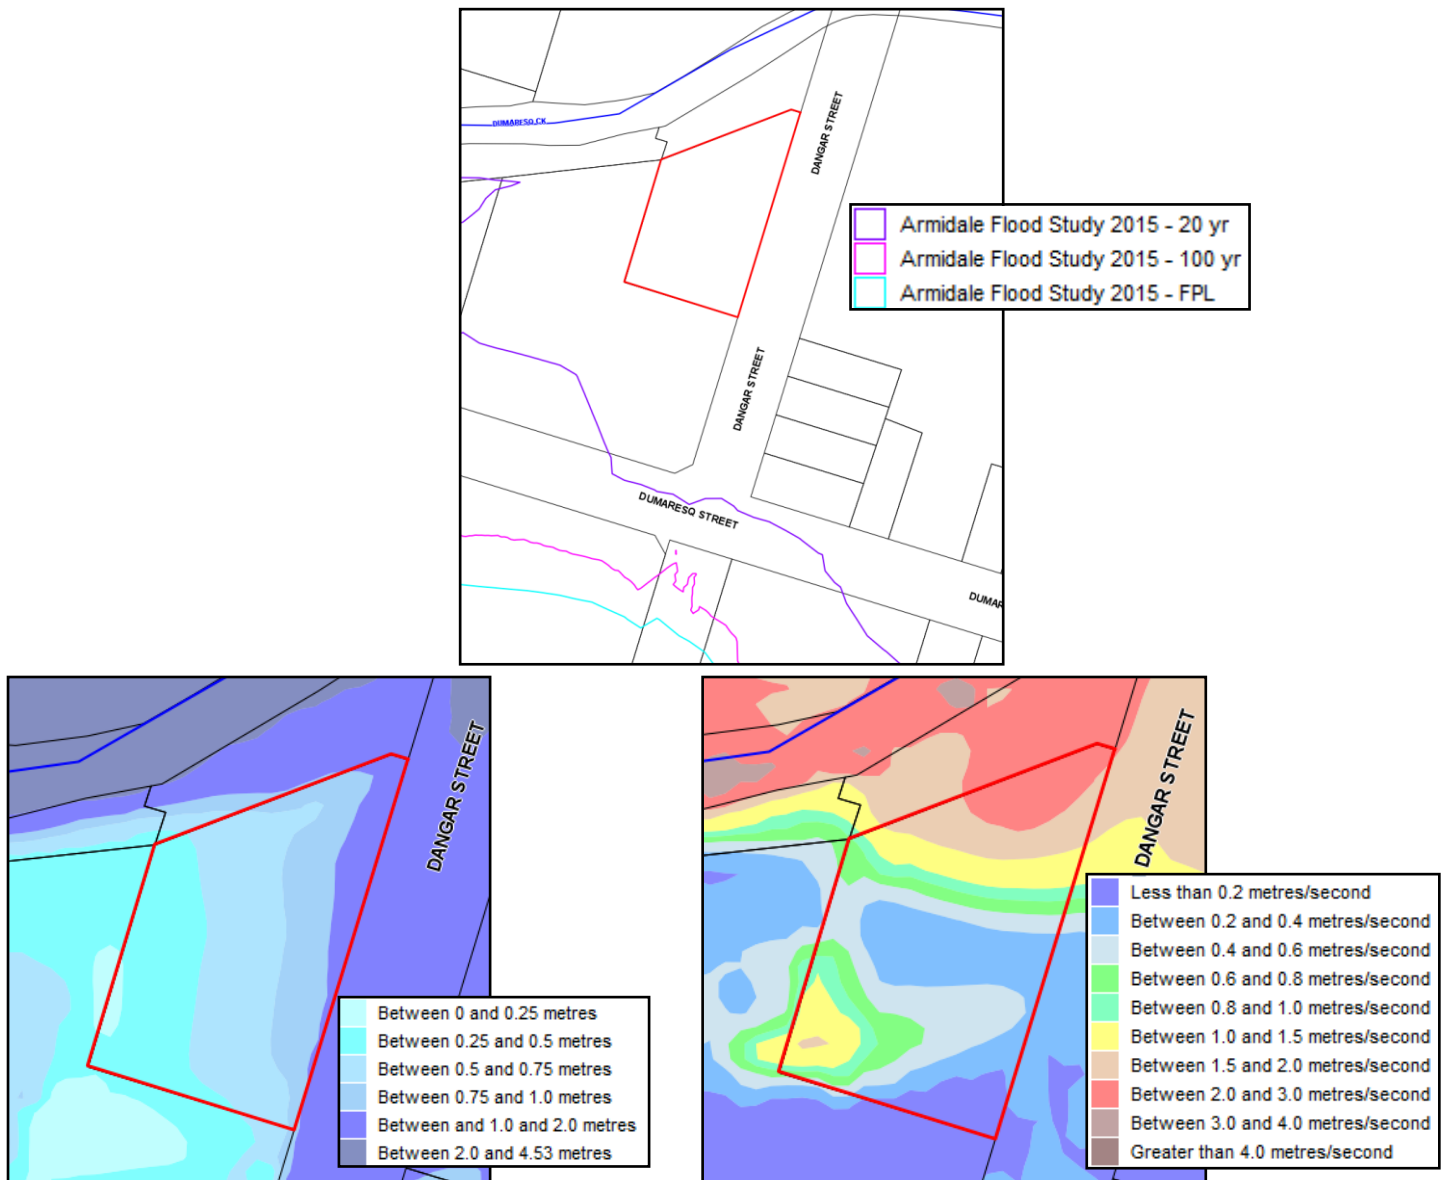 DUMARESQ CK
DANGAR STREET
Armidale Flood Study 2015 - 20 yr
Armidale Flood Study 2015 - 100 yr
Armidale Flood Study 2015 - FPL
DANGAR STREET
DUMARESQ STREET
DUMAR
DANGAR STREET
Between 0 and 0.25 metres
Between 0.25 and 0.5 metres
Between 0.5 and 0.75 metres
Between 0.75 and 1.0 metres
Between and 1.0 and 2.0 metres
Between 2.0 and 4.53 metres
DANGAR STREET
Less than 0.2 metres/second
Between 0.2 and 0.4 metres/second
Between 0.4 and 0.6 metres/second
Between 0.6 and 0.8 metres/second
Between 0.8 and 1.0 metres/second
Between 1.0 and 1.5 metres/second
Between 1.5 and 2.0 metres/second
Between 2.0 and 3.0 metres/second
Between 3.0 and 4.0 metres/second
Greater than 4.0 metres/second